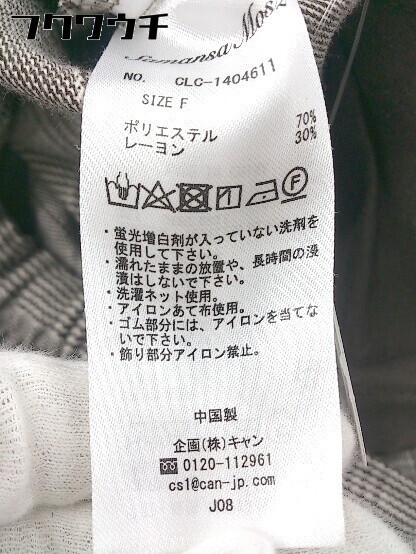 フクワウチ
Samansa Mos2
NO. CLC-1404611
SIZE F
ポリエステル 70%
レーヨン 30%
・蛍光増白剤が入っていない洗剤を
使用して下さい。
・濡れたままの放置や、長時間の浸
漬はしないで下さい。
・洗濯ネット使用。
・アイロンあて布使用。
・ゴム部分には、アイロンを当てな
いで下さい。
・飾り部分アイロン禁止。
中国製
企画(株)キャン
0120-112961
cs1@can-jp.com
J08